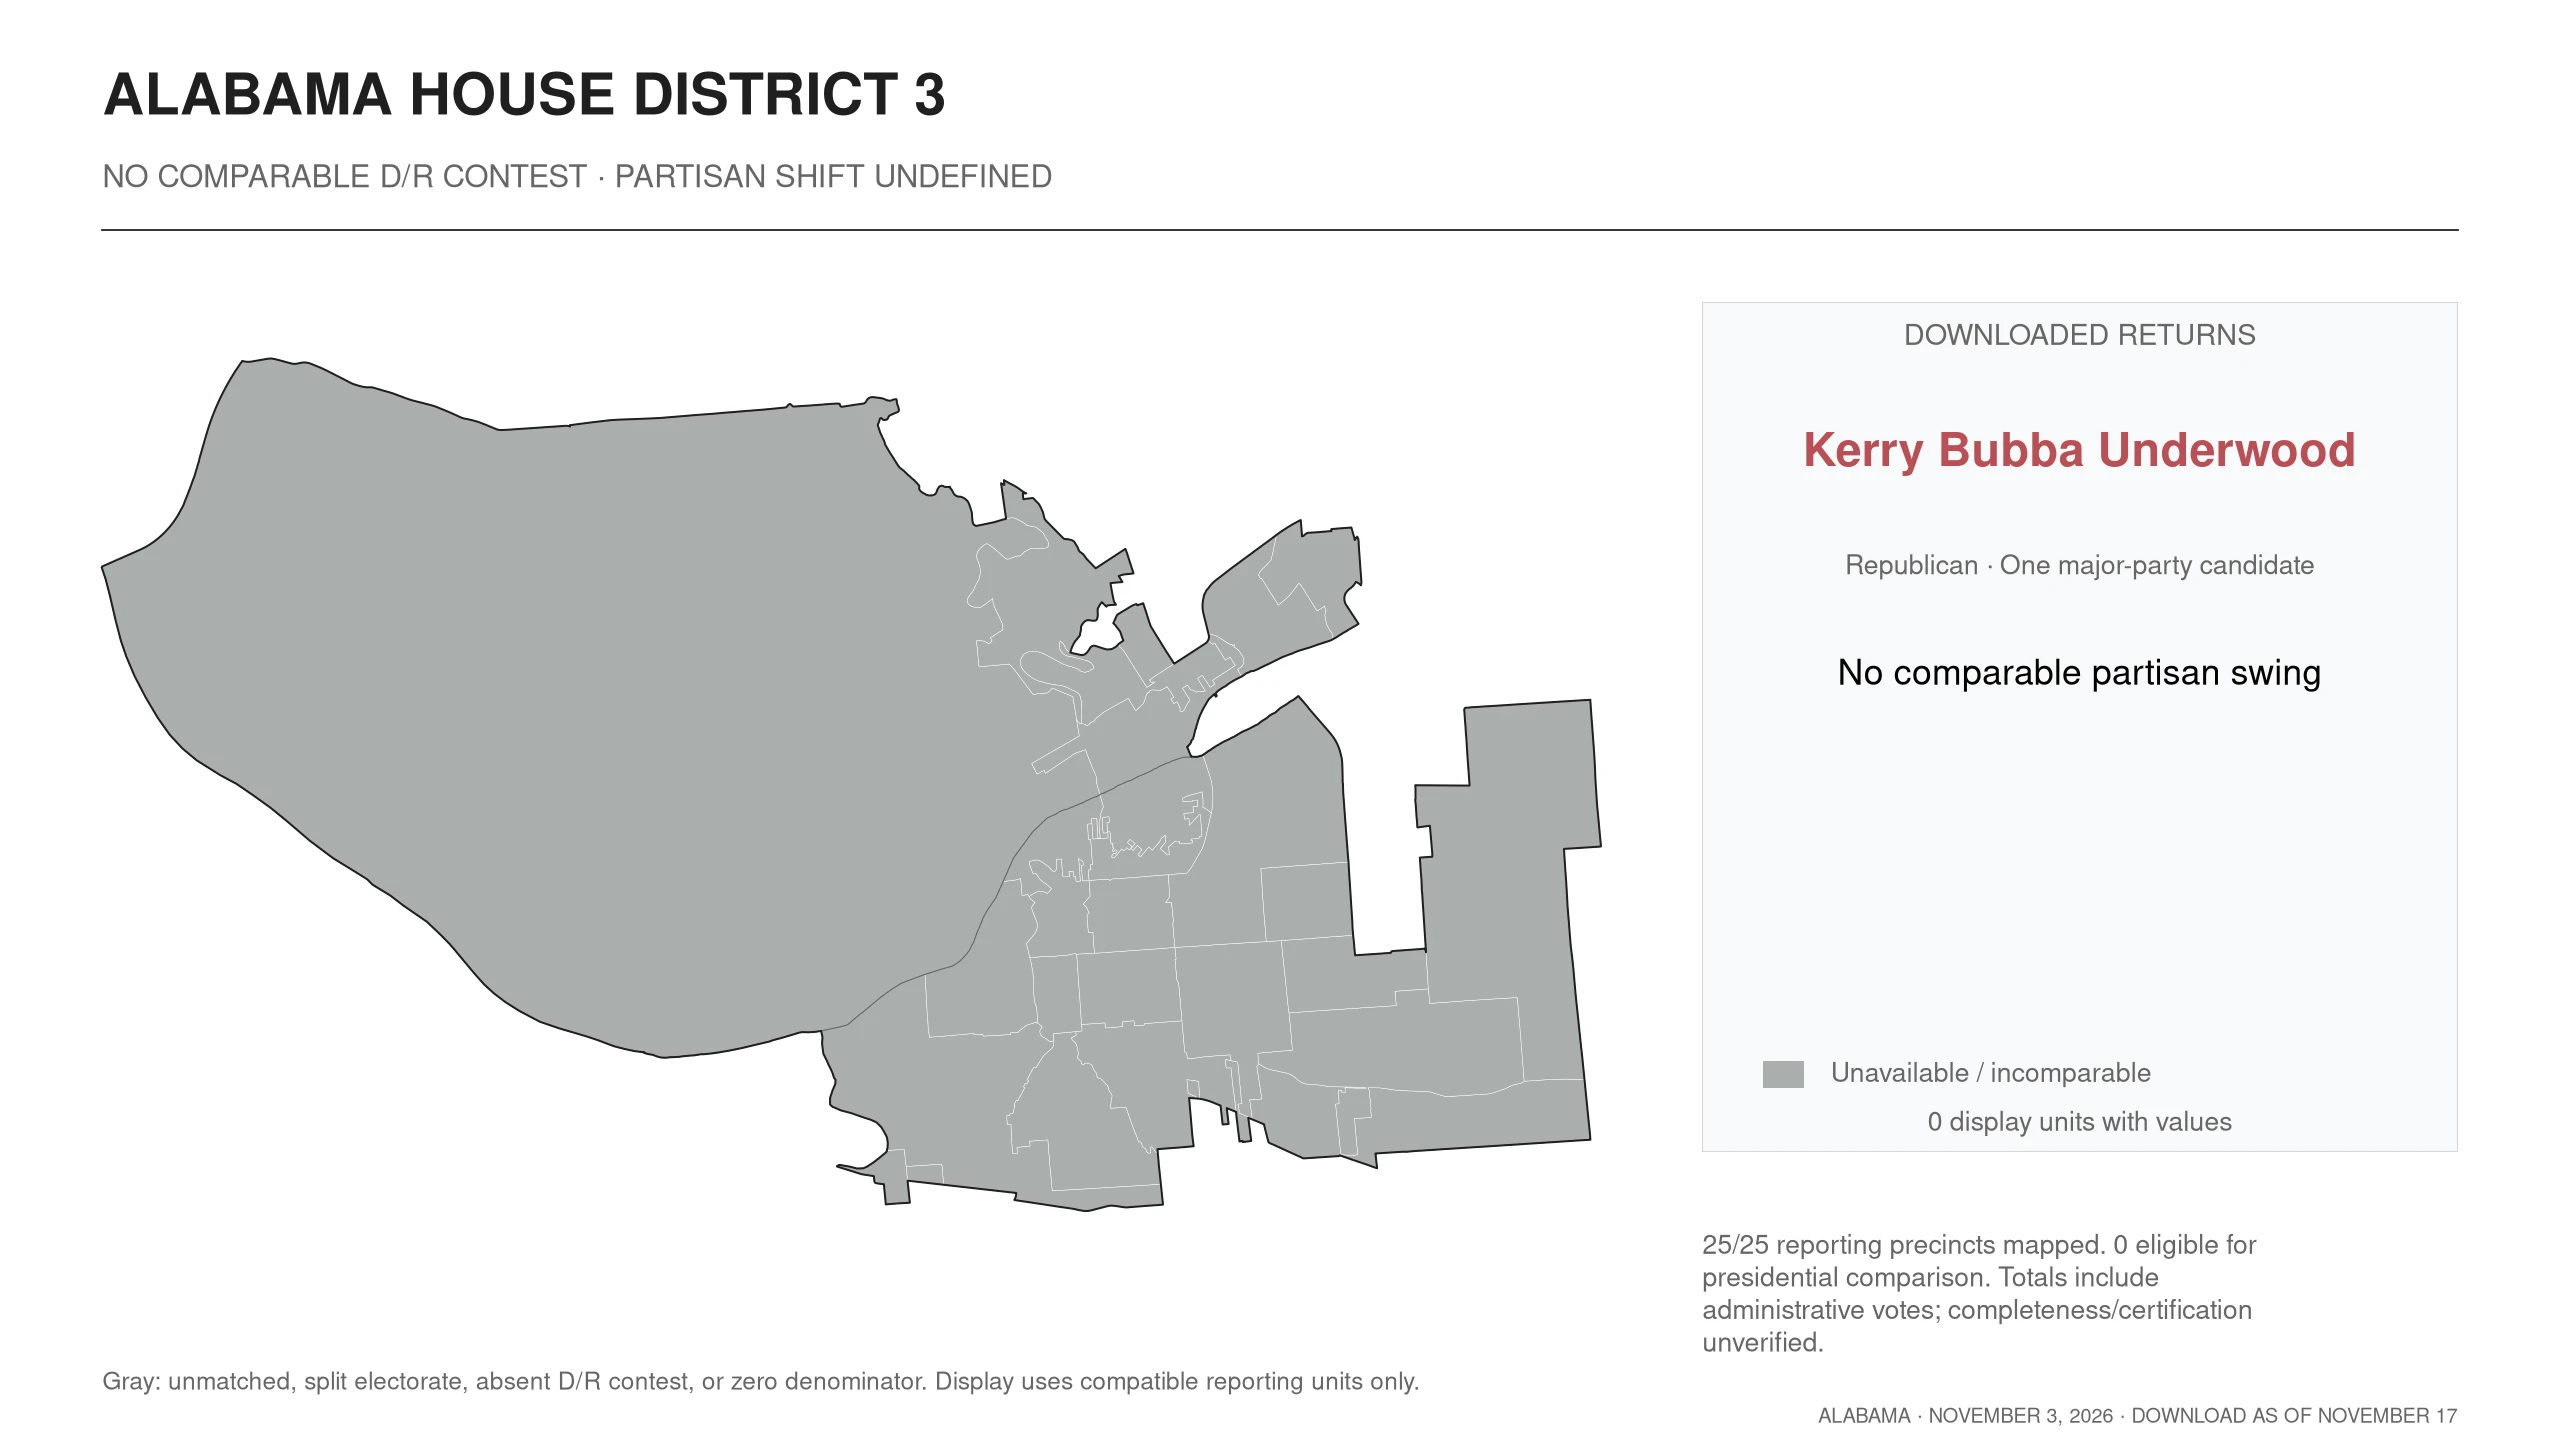 ALABAMA HOUSE DISTRICT 3
NO COMPARABLE D/R CONTEST · PARTISAN SHIFT UNDEFINED
DOWNLOADED RETURNS
Kerry Bubba Underwood
Republican · One major-party candidate
No comparable partisan swing
Unavailable / incomparable
0 display units with values
25/25 reporting precincts mapped. 0 eligible for
presidential comparison. Totals include
administrative votes; completeness/certification
unverified.
Gray: unmatched, split electorate, absent D/R contest, or zero denominator. Display uses compatible reporting units only.
ALABAMA · NOVEMBER 3, 2026 · DOWNLOAD AS OF NOVEMBER 17